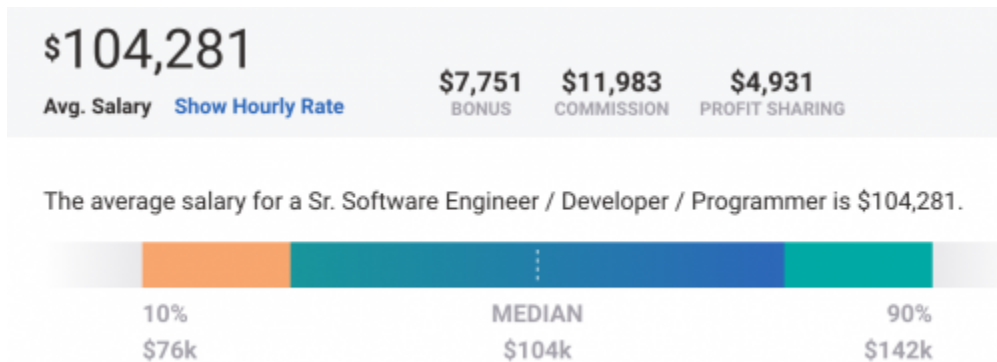 $104,281
Avg. Salary Show Hourly Rate
$7,751 $11,983 $4,931
BONUS COMMISSION PROFIT SHARING
The average salary for a Sr. Software Engineer / Developer / Programmer is $104,281.
10% MEDIAN 90%
$76k $104k $142k